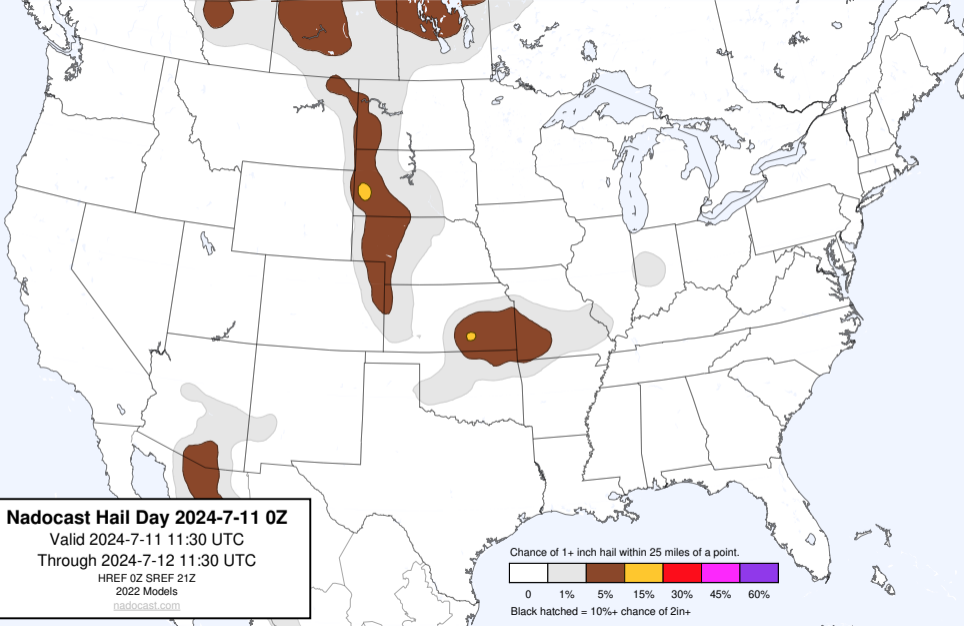 Nadocast Hail Day 2024-7-11 0Z
Valid 2024-7-11 11:30 UTC
Through 2024-7-12 11:30 UTC
HREF 0Z SREF 21Z
2022 Models
nadocast.com
Chance of 1+ inch hail within 25 miles of a point.
0 1% 5% 15% 30% 45% 60%
Black hatched = 10%+ chance of 2in+